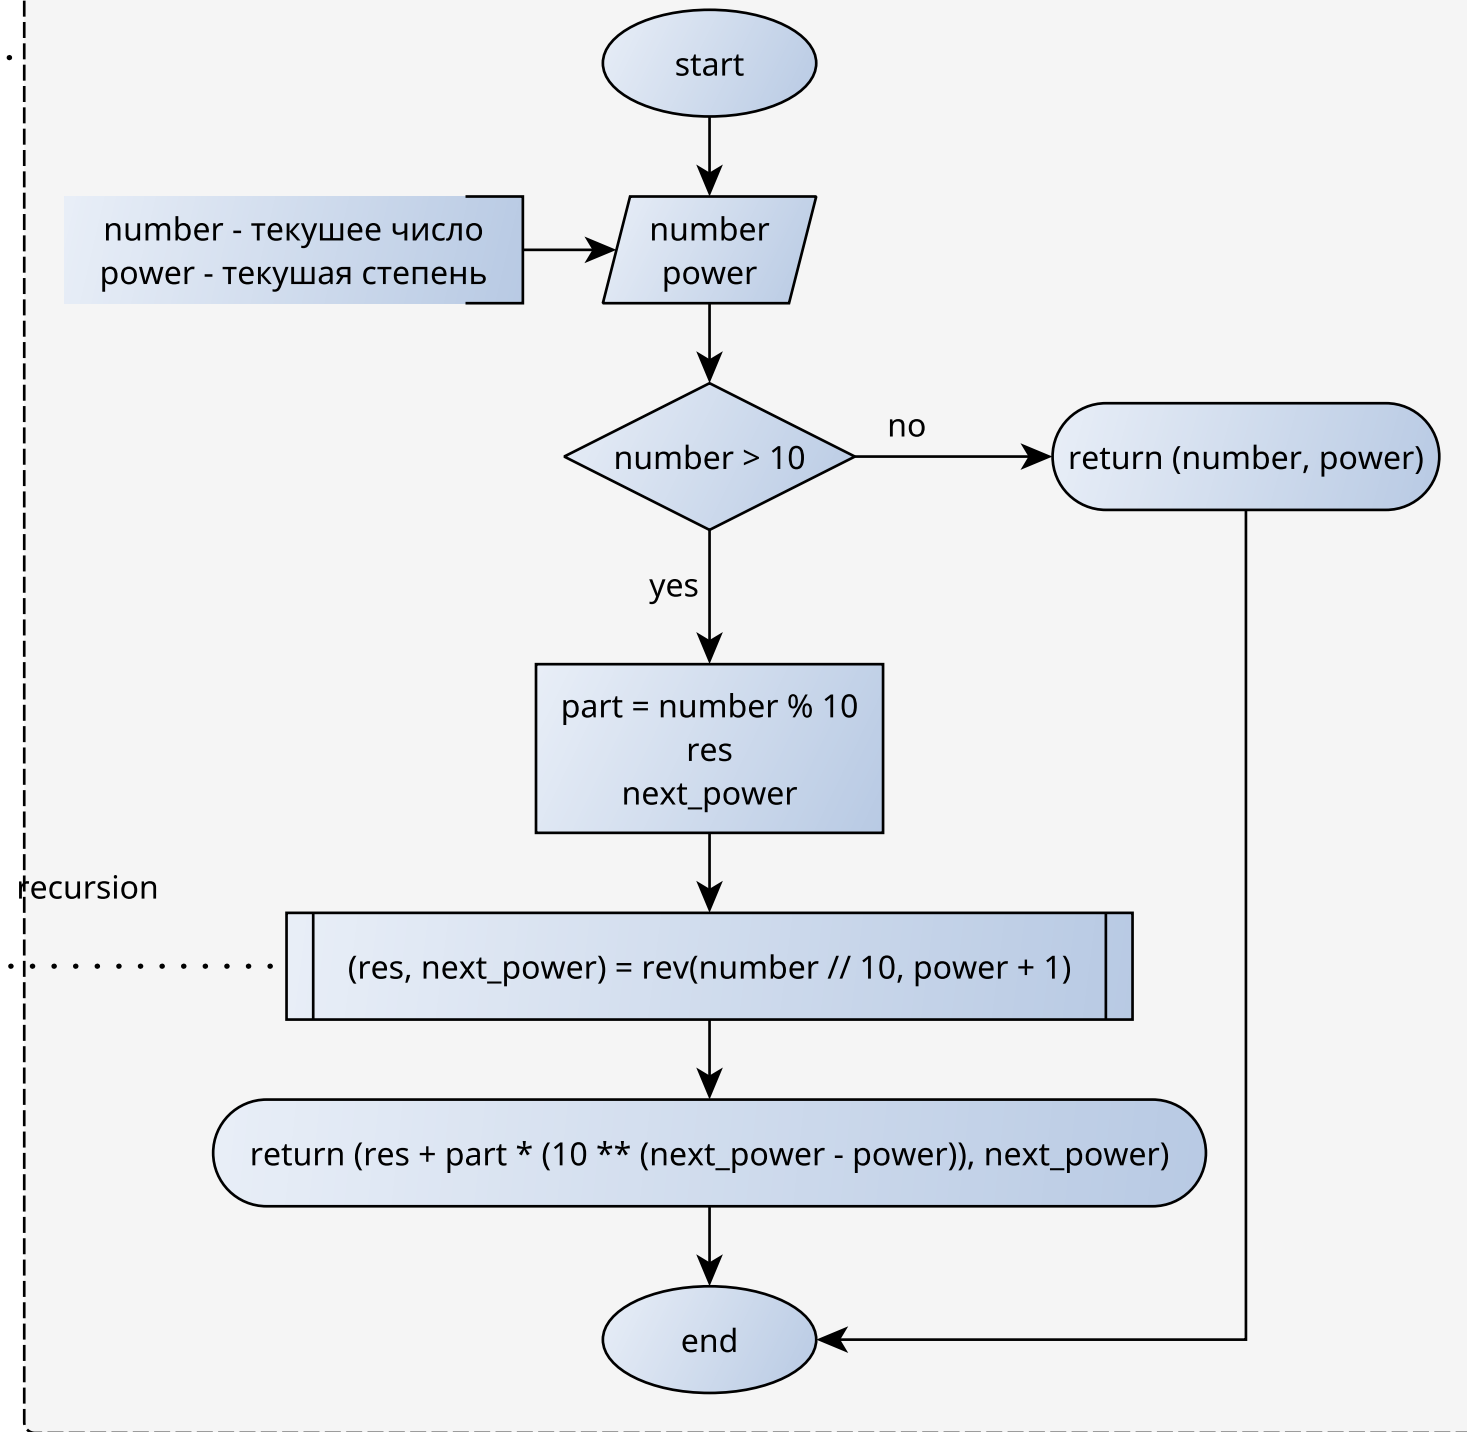 start
number - текушее число
power - текушая степень
number
power
number > 10
no
return (number, power)
yes
part = number % 10
res
next_power
recursion
(res, next_power) = rev(number // 10, power + 1)
return (res + part * (10 ** (next_power - power)), next_power)
end